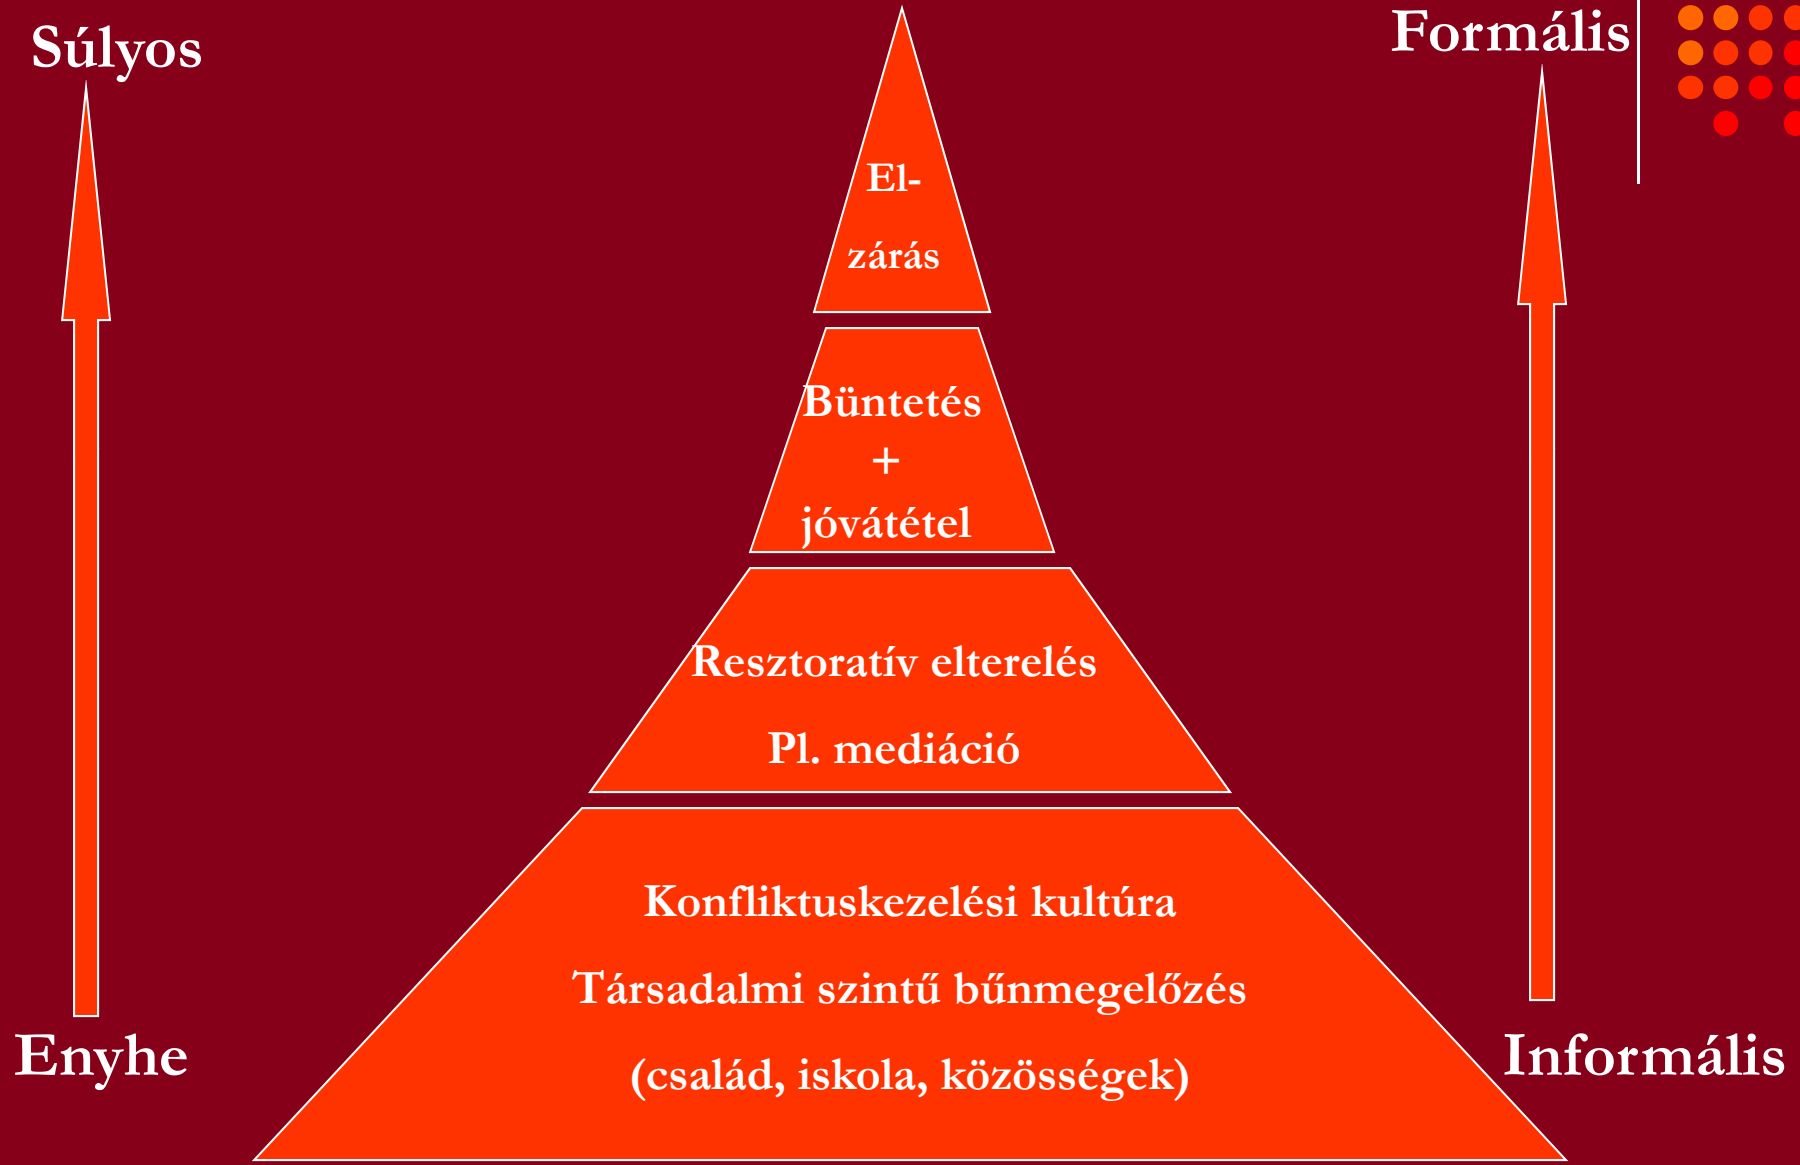 Súlyos
Formális
El-
zárás
Büntetés
+
jóvátétel
Resztoratív elterelés
Pl. mediáció
Konfliktuskezelési kultúra
Társadalmi szintű bűnmegelőzés
(család, iskola, közösségek)
Enyhe
Informális